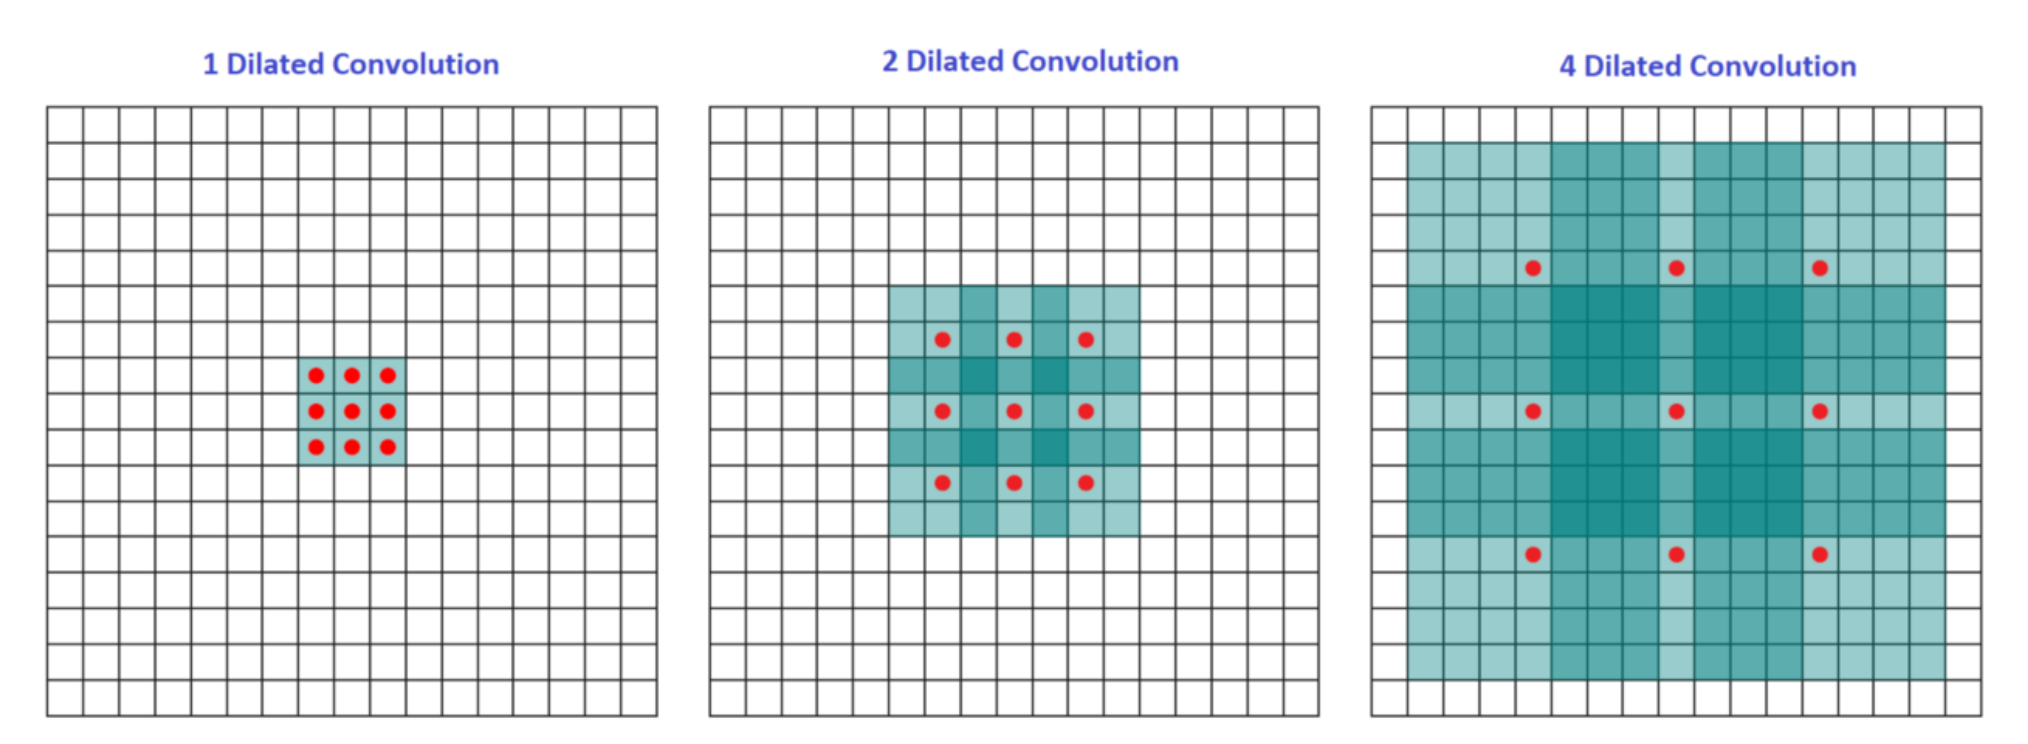 1 Dilated Convolution
2 Dilated Convolution
4 Dilated Convolution